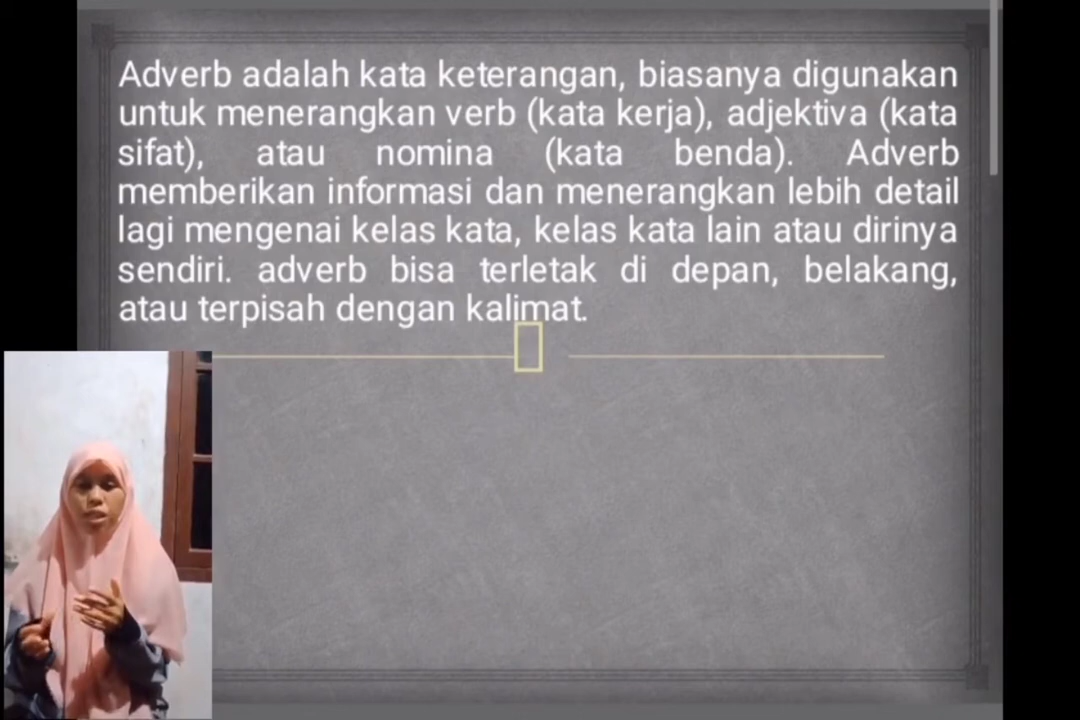 Adverb adalah kata keterangan, biasanya digunakan
untuk menerangkan verb (kata kerja), adjektiva (kata
sifat), atau nomina (kata benda). Adverb
memberikan informasi dan menerangkan lebih detail
lagi mengenai kelas kata, kelas kata lain atau dirinya
sendiri. adverb bisa terletak di depan, belakang,
atau terpisah dengan kalimat.